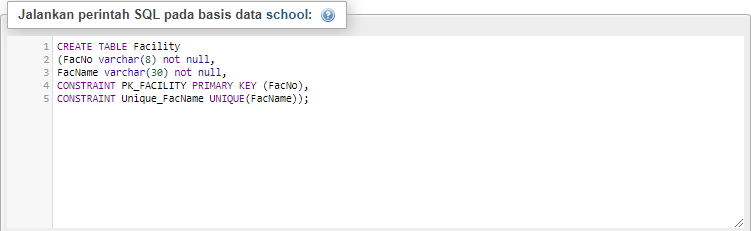 Jalankan perintah SQL pada basis data school:
1 CREATE TABLE Facility
2 (FacNo varchar(8) not null,
3 FacName varchar(30) not null,
4 CONSTRAINT PK_FACILITY PRIMARY KEY (FacNo),
5 CONSTRAINT Unique_FacName UNIQUE(FacName));